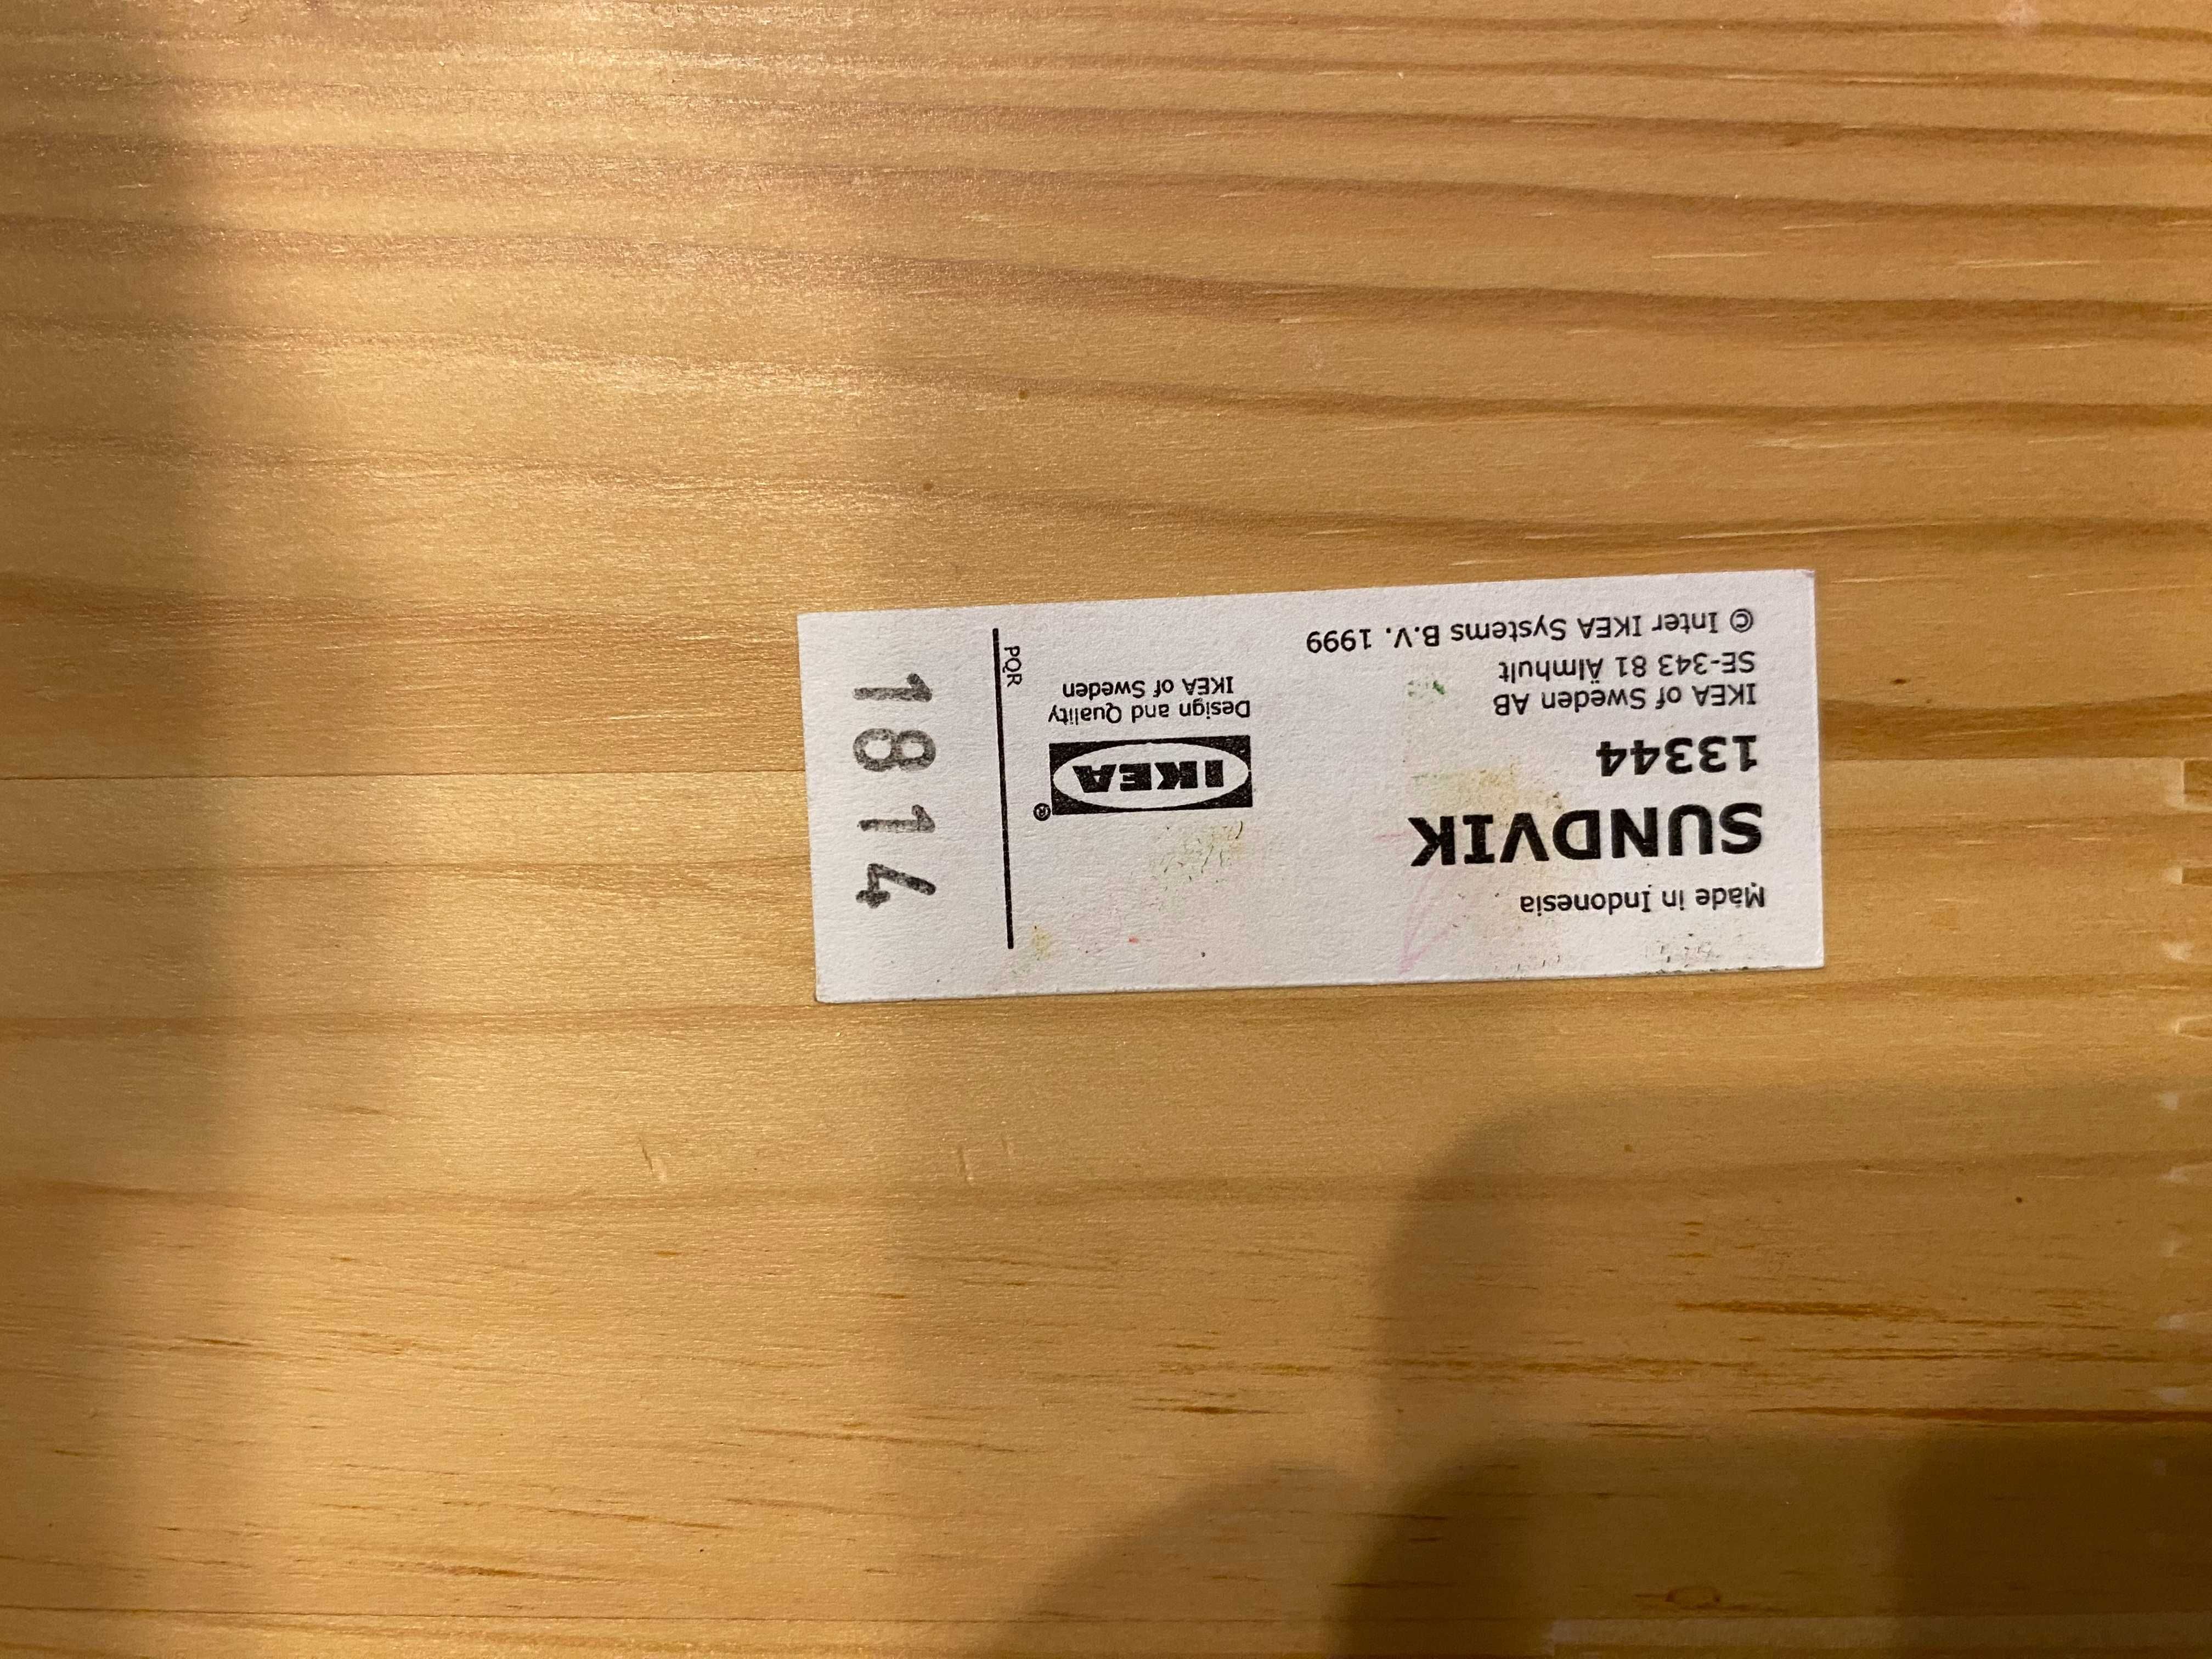 Made in Indonesia
SUNDVIK
13344
IKEA of Sweden AB
SE-343 81 Älmhult
© Inter IKEA Systems B.V. 1999
IKEA®
Design and Quality
IKEA of Sweden
PQR
1814